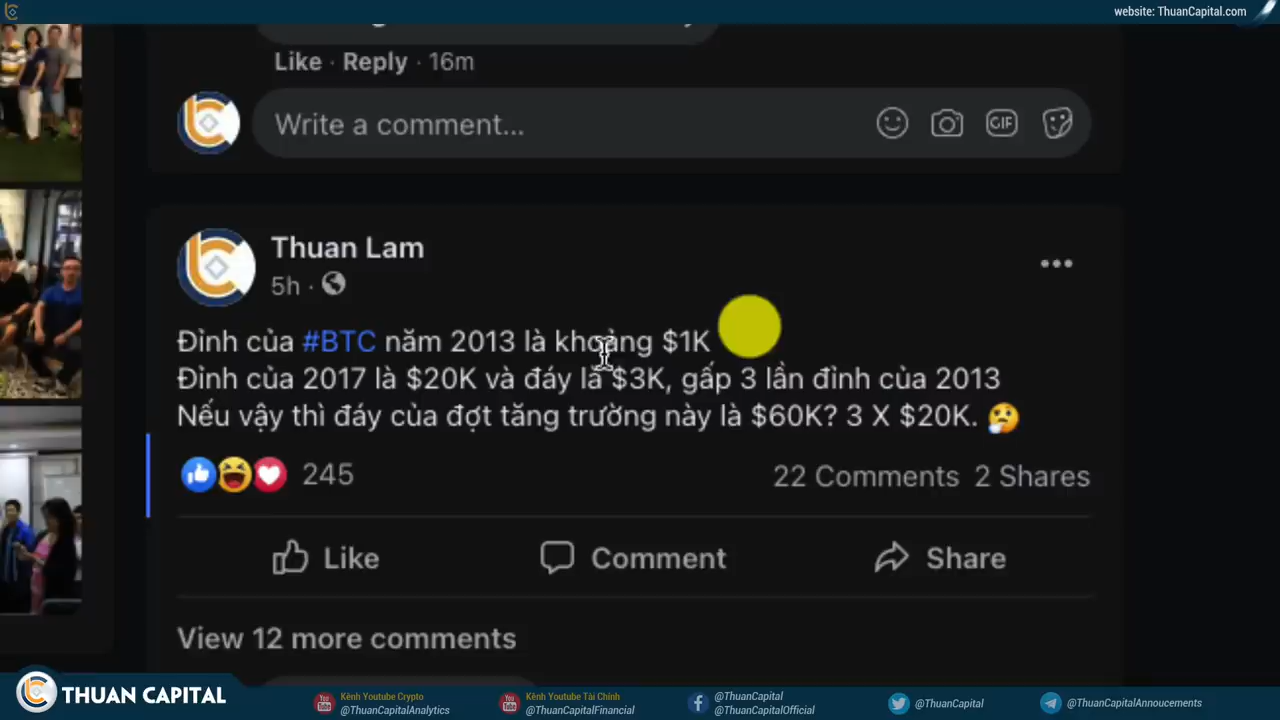 website: ThuanCapital.com
Like · Reply · 16m
Write a comment...
GIF
Thuan Lam
5h ·
Đỉnh của #BTC năm 2013 là khoảng $1K
Đỉnh của 2017 là $20K và đáy là $3K, gấp 3 lần đỉnh của 2013
Nếu vậy thì đáy của đợt tăng trưởng này là $60K? 3 X $20K. 🤔
245
22 Comments 2 Shares
Like Comment Share
View 12 more comments
THUAN CAPITAL
Kênh Youtube Crypto
@ThuanCapitalAnalytics
Kênh Youtube Tài Chính
@ThuanCapitalFinancial
@ThuanCapital
@ThuanCapitalOfficial
@ThuanCapital
@ThuanCapitalAnnoucements